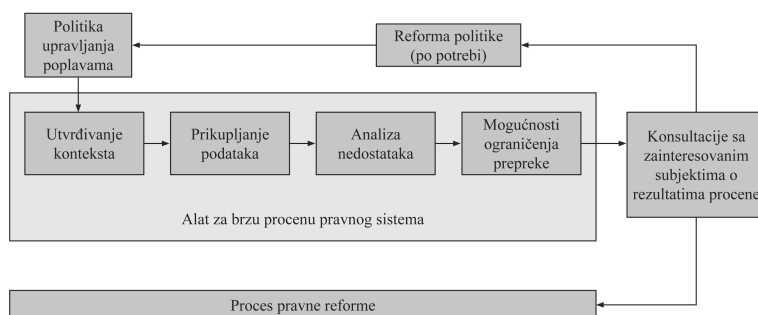 Politika
upravljanja
poplavama
Reforma politike
(po potrebi)
Utvrđivanje
konteksta
Prikupljanje
podataka
Analiza
nedostataka
Mogućnosti
ograničenja
prepreke
Konsultacije sa
zainteresovanim
subjektima o
rezultatima procene
Alat za brzu procenu pravnog sistema
Proces pravne reforme